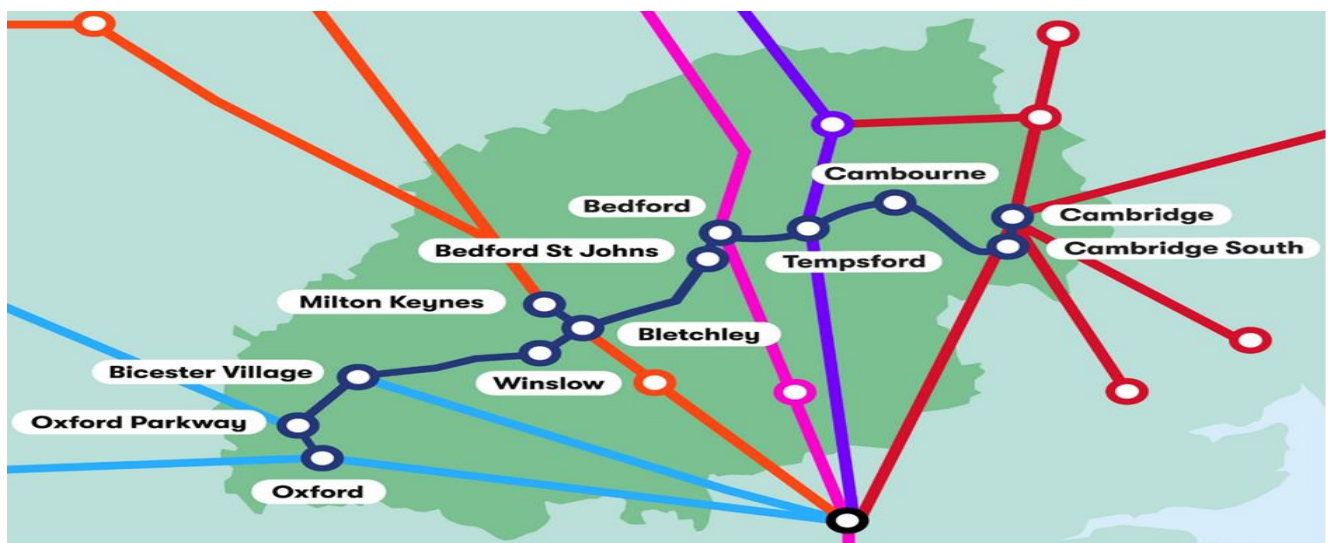 Cambourne
Bedford
Cambridge
Bedford St Johns
Cambridge South
Tempsford
Milton Keynes
Bletchley
Bicester Village
Winslow
Oxford Parkway
Oxford